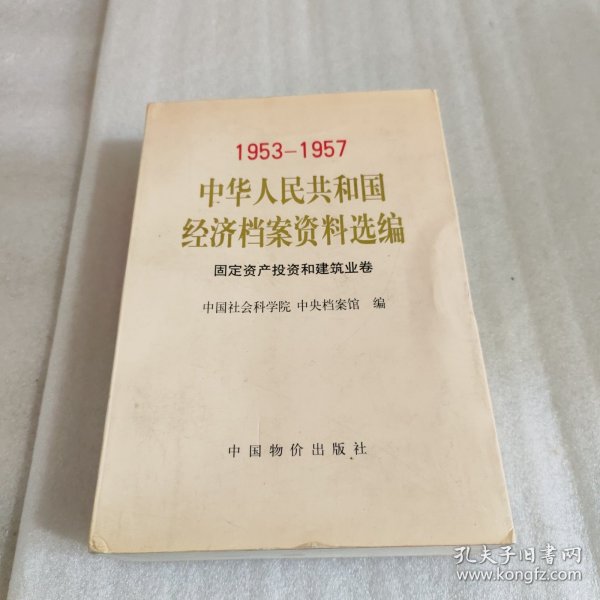 1953-1957
中华人民共和国
经济档案资料选编
固定资产投资和建筑业卷
中国社会科学院 中央档案馆 编
中国物价出版社
孔夫子旧书网
www.kongfz.com